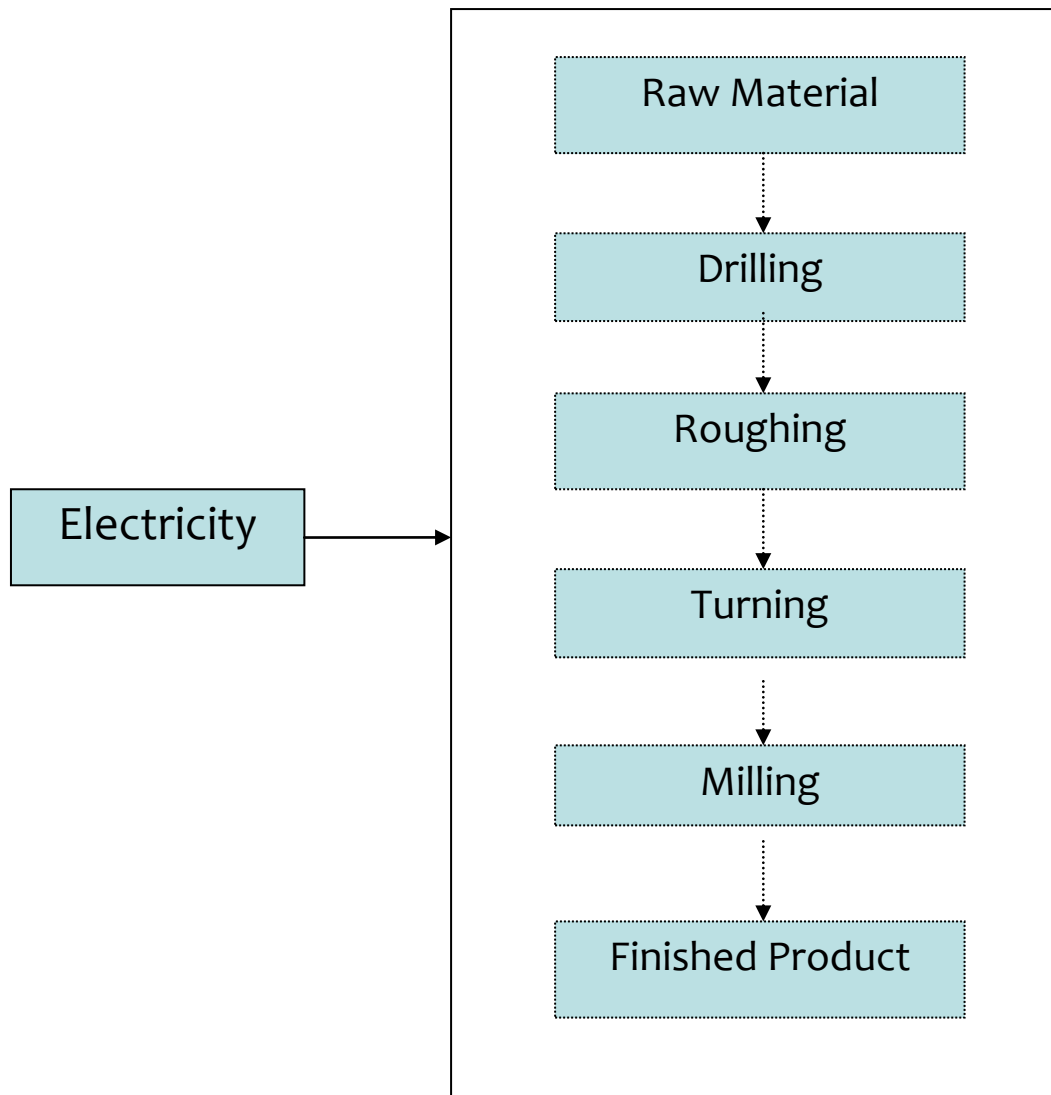 Raw Material
Drilling
Roughing
Electricity
Turning
Milling
Finished Product